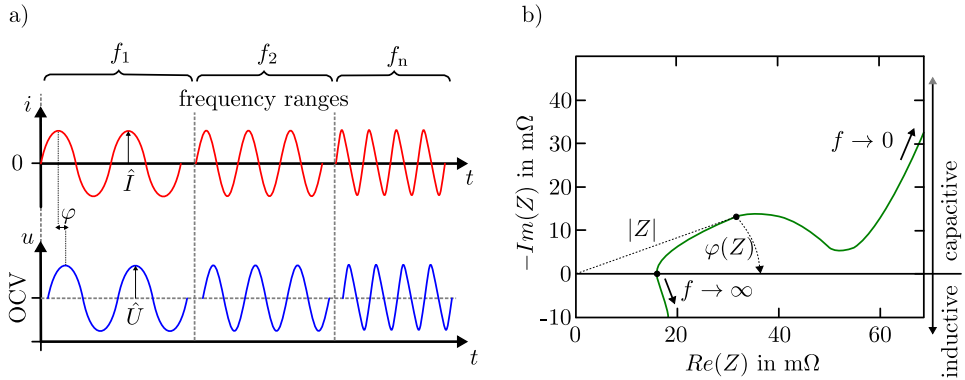 a)
f₁ f₂ fₙ
frequency ranges
i
0
Î
t
φ
u
OCV
Û
t
b)
−Im(Z) in mΩ
40
30
20
10
0
-10
|Z|
φ(Z)
f → 0
f → ∞
20 40 60
Re(Z) in mΩ
capacitive
inductive